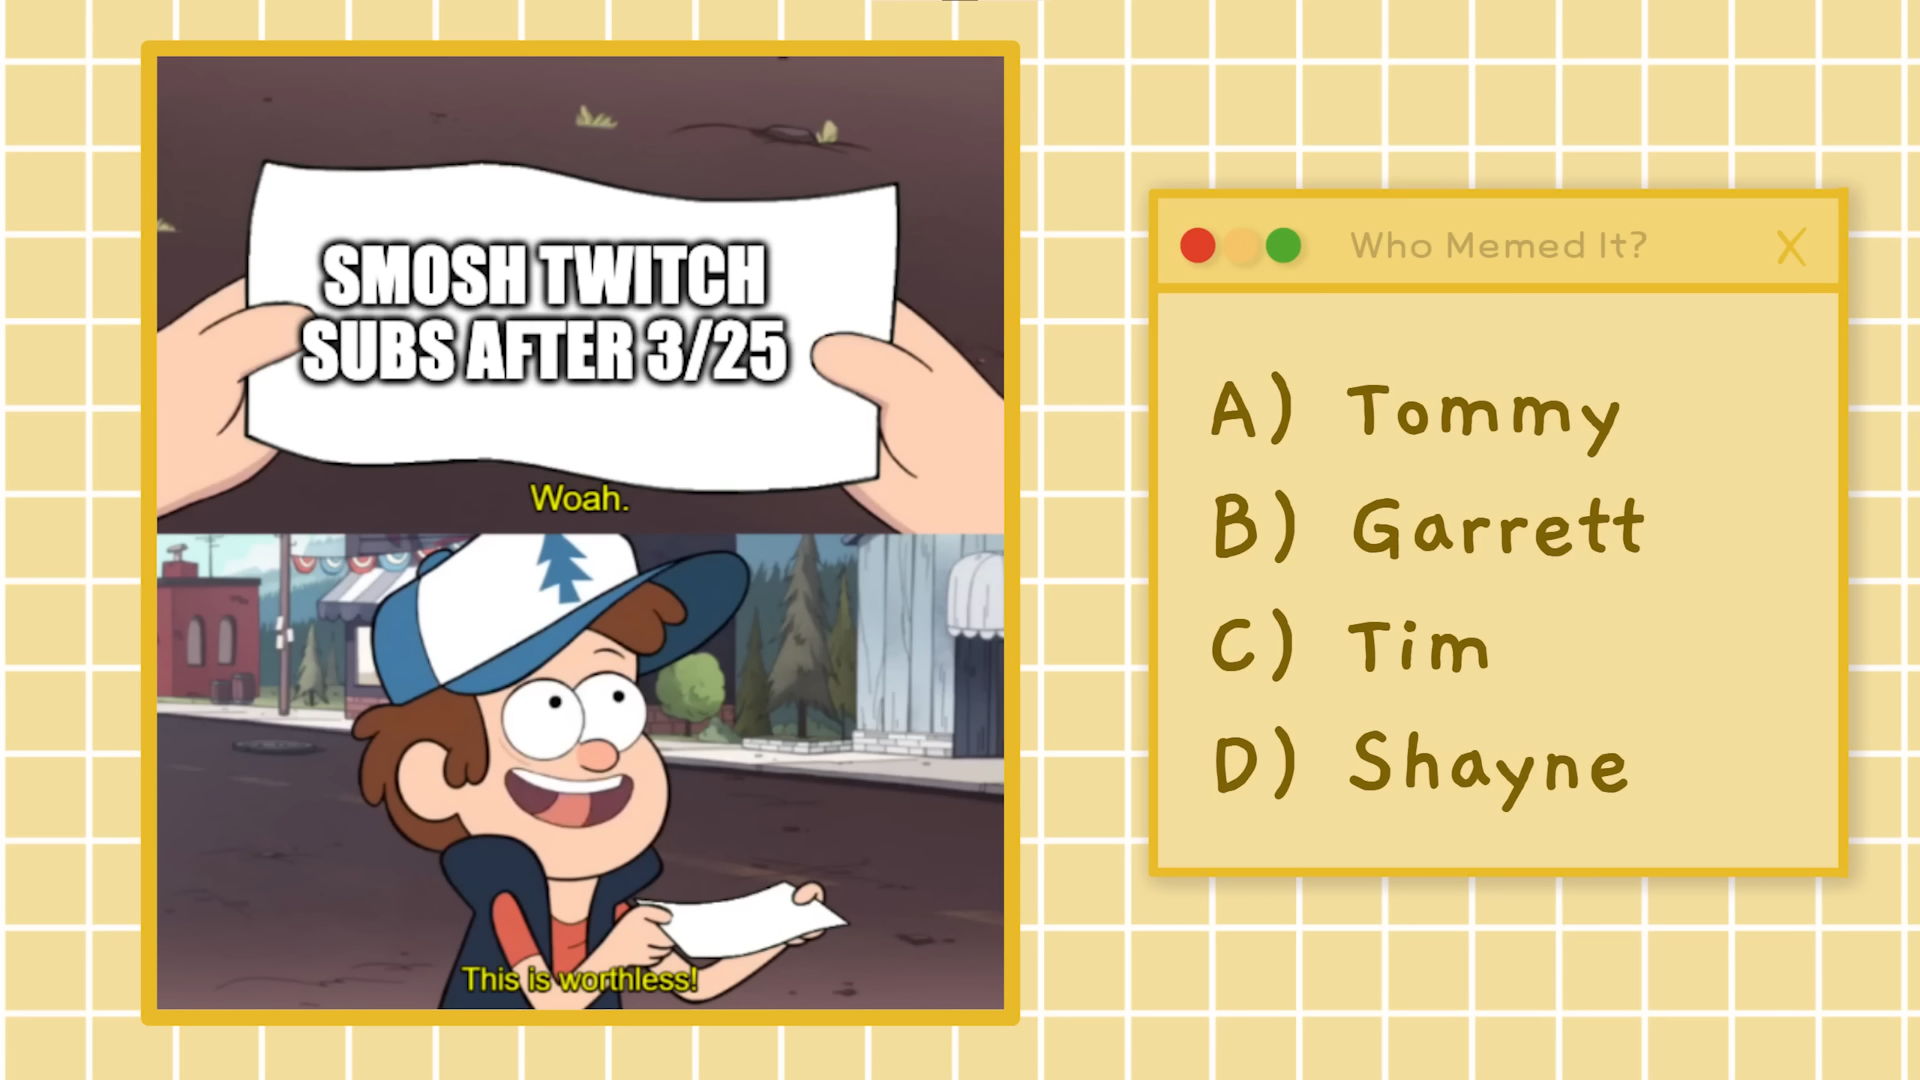 SMOSH TWITCH
SUBS AFTER 3/25
Woah.
This is worthless!
Who Memed It?
X
A) Tommy
B) Garrett
C) Tim
D) Shayne